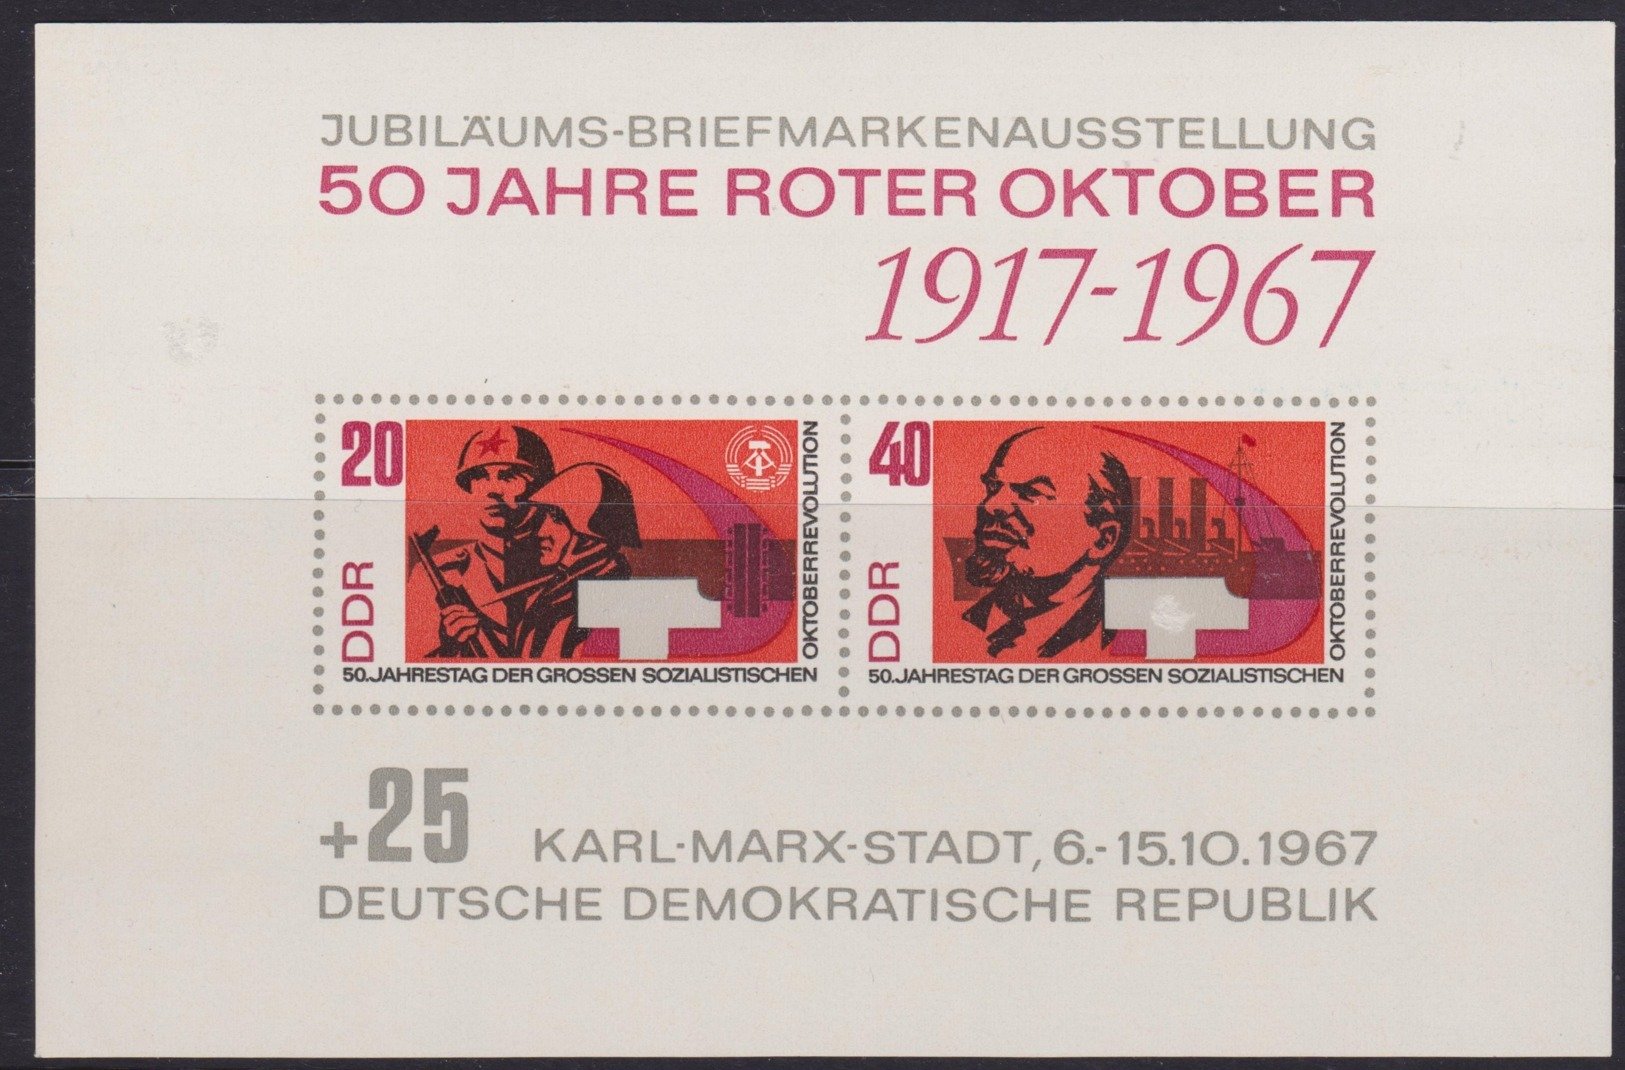 JUBILÄUMS-BRIEFMARKENAUSSTELLUNG
50 JAHRE ROTER OKTOBER
1917-1967
20
DDR
50. JAHRESTAG DER GROSSEN SOZIALISTISCHEN
OKTOBERREVOLUTION
40
DDR
50. JAHRESTAG DER GROSSEN SOZIALISTISCHEN
OKTOBERREVOLUTION
+25 KARL-MARX-STADT, 6.-15.10.1967
DEUTSCHE DEMOKRATISCHE REPUBLIK